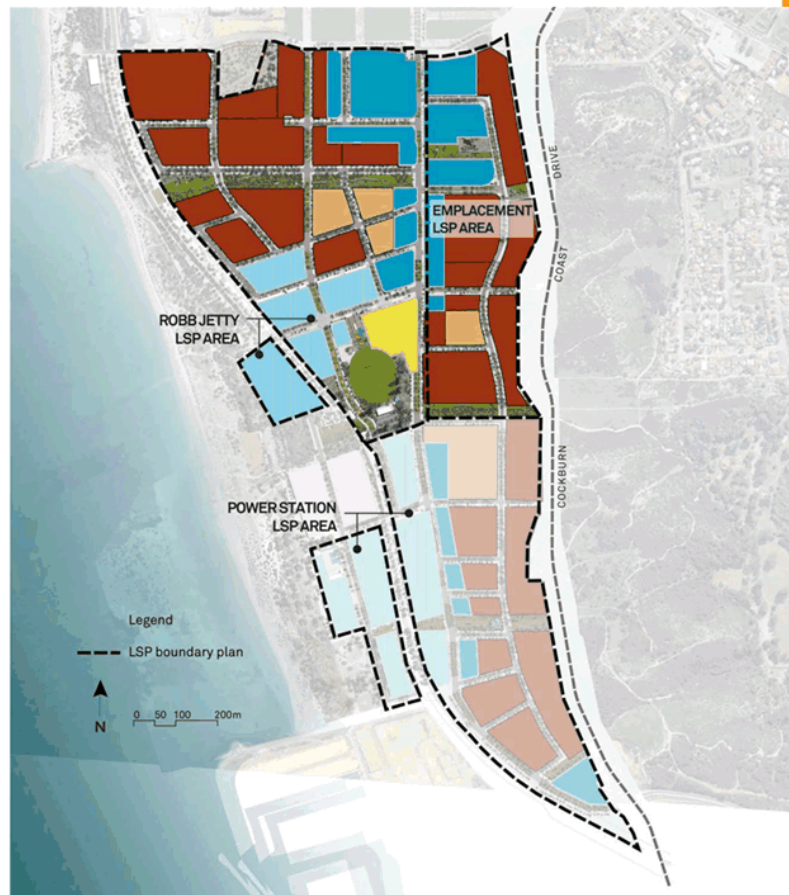 DRIVE
COAST
COCKBURN
EMPLACEMENT
LSP AREA
ROBB JETTY
LSP AREA
POWER STATION
LSP AREA
Legend
LSP boundary plan
N
0 50 100 200m